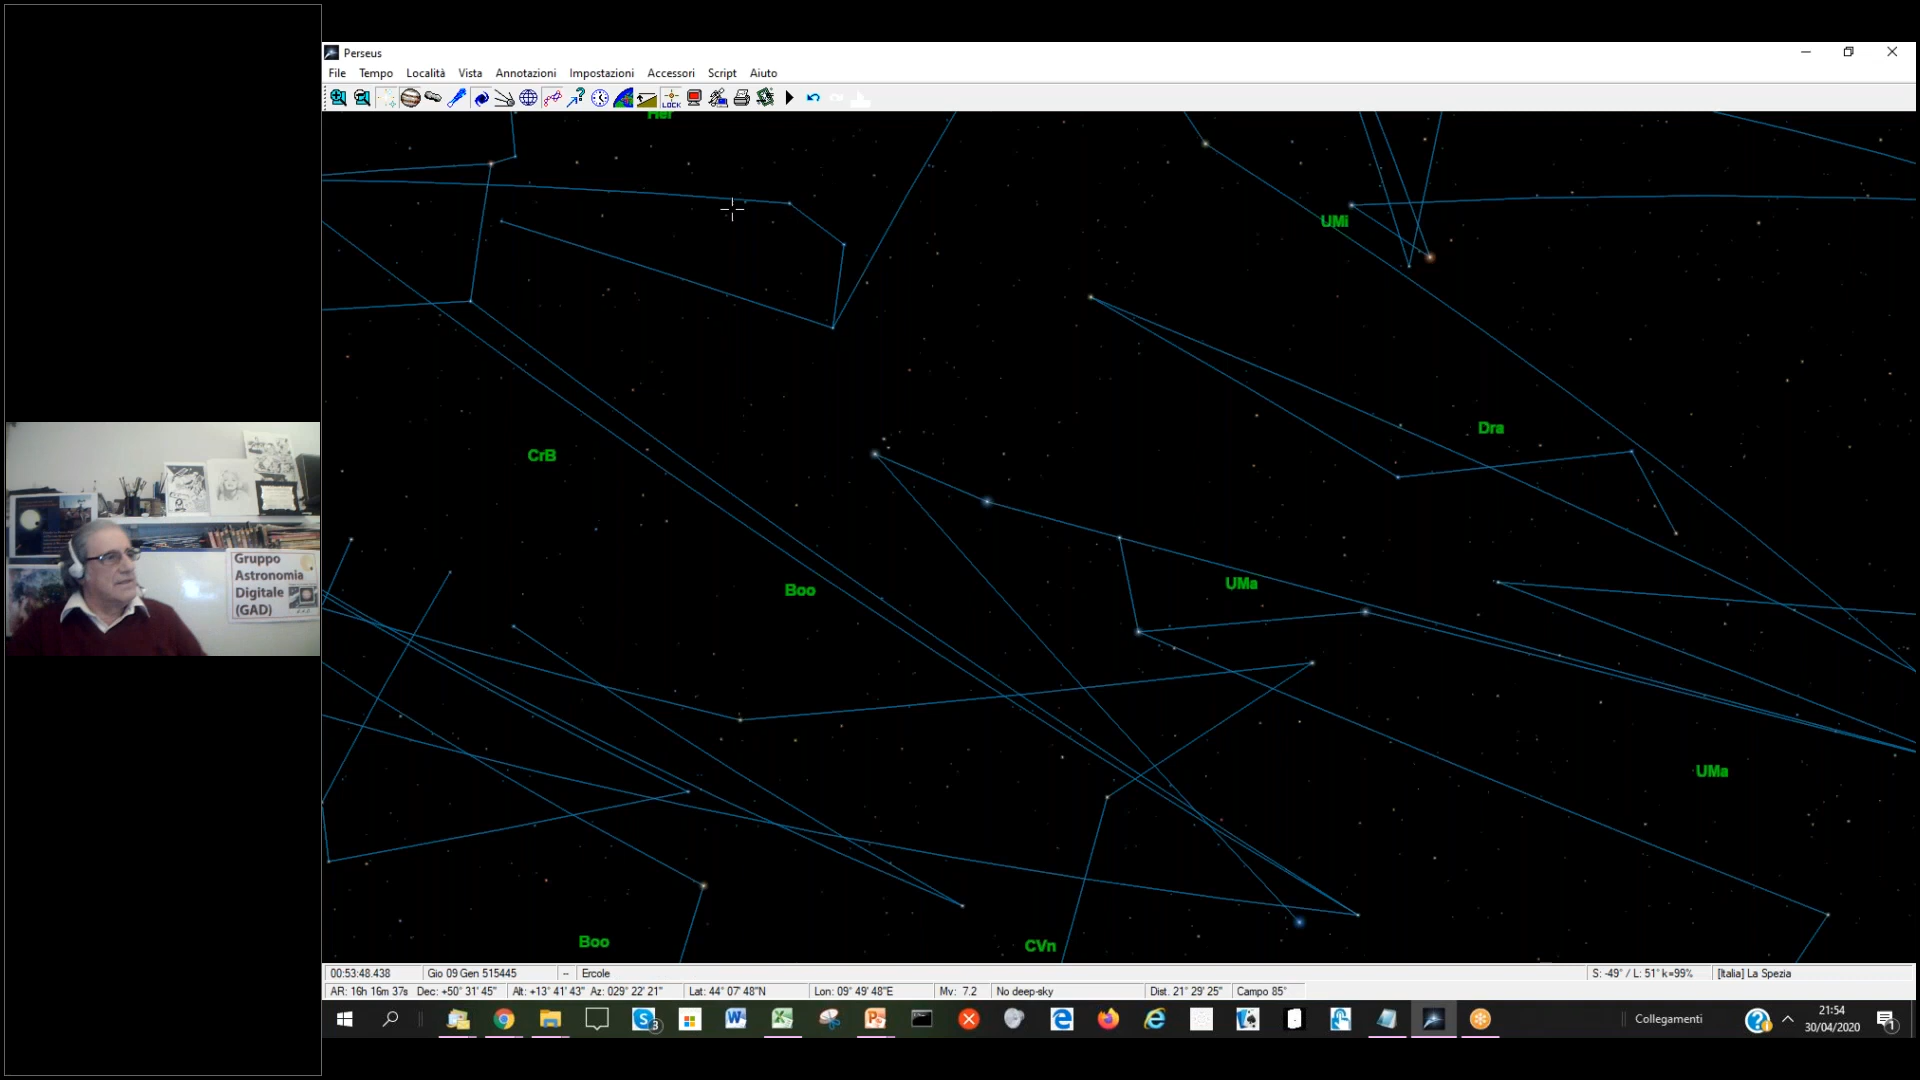 Perseus
File Tempo Località Vista Annotazioni Impostazioni Accessori Script Aiuto
LOCK
Her
UMi
Dra
CrB
UMa
Boo
UMa
Boo
CVn
Gruppo
Astronomia
Digitale
(GAD)
00:53:48.438 Gio 09 Gen 515445 -- Ercole S: -49° / L: 51° k=99% [Italia] La Spezia
AR: 16h 16m 37s Dec: +50° 31' 45" Alt: +13° 41' 43" Az: 029° 22' 21" Lat: 44° 07' 48"N Lon: 09° 49' 48"E Mv: 7.2 No deep-sky Dist. 21° 29' 25" Campo 85°
3
Collegamenti
21:54
30/04/2020
1